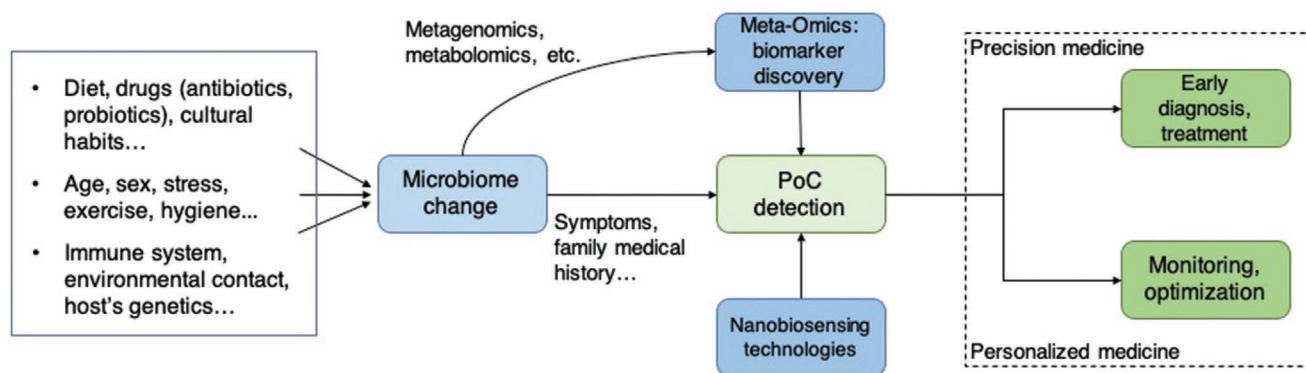 • Diet, drugs (antibiotics,
probiotics), cultural
habits…
• Age, sex, stress,
exercise, hygiene...
• Immune system,
environmental contact,
host's genetics…
Microbiome
change
Metagenomics,
metabolomics, etc.
Symptoms,
family medical
history…
Meta-Omics:
biomarker
discovery
PoC
detection
Nanobiosensing
technologies
Precision medicine
Early
diagnosis,
treatment
Monitoring,
optimization
Personalized medicine